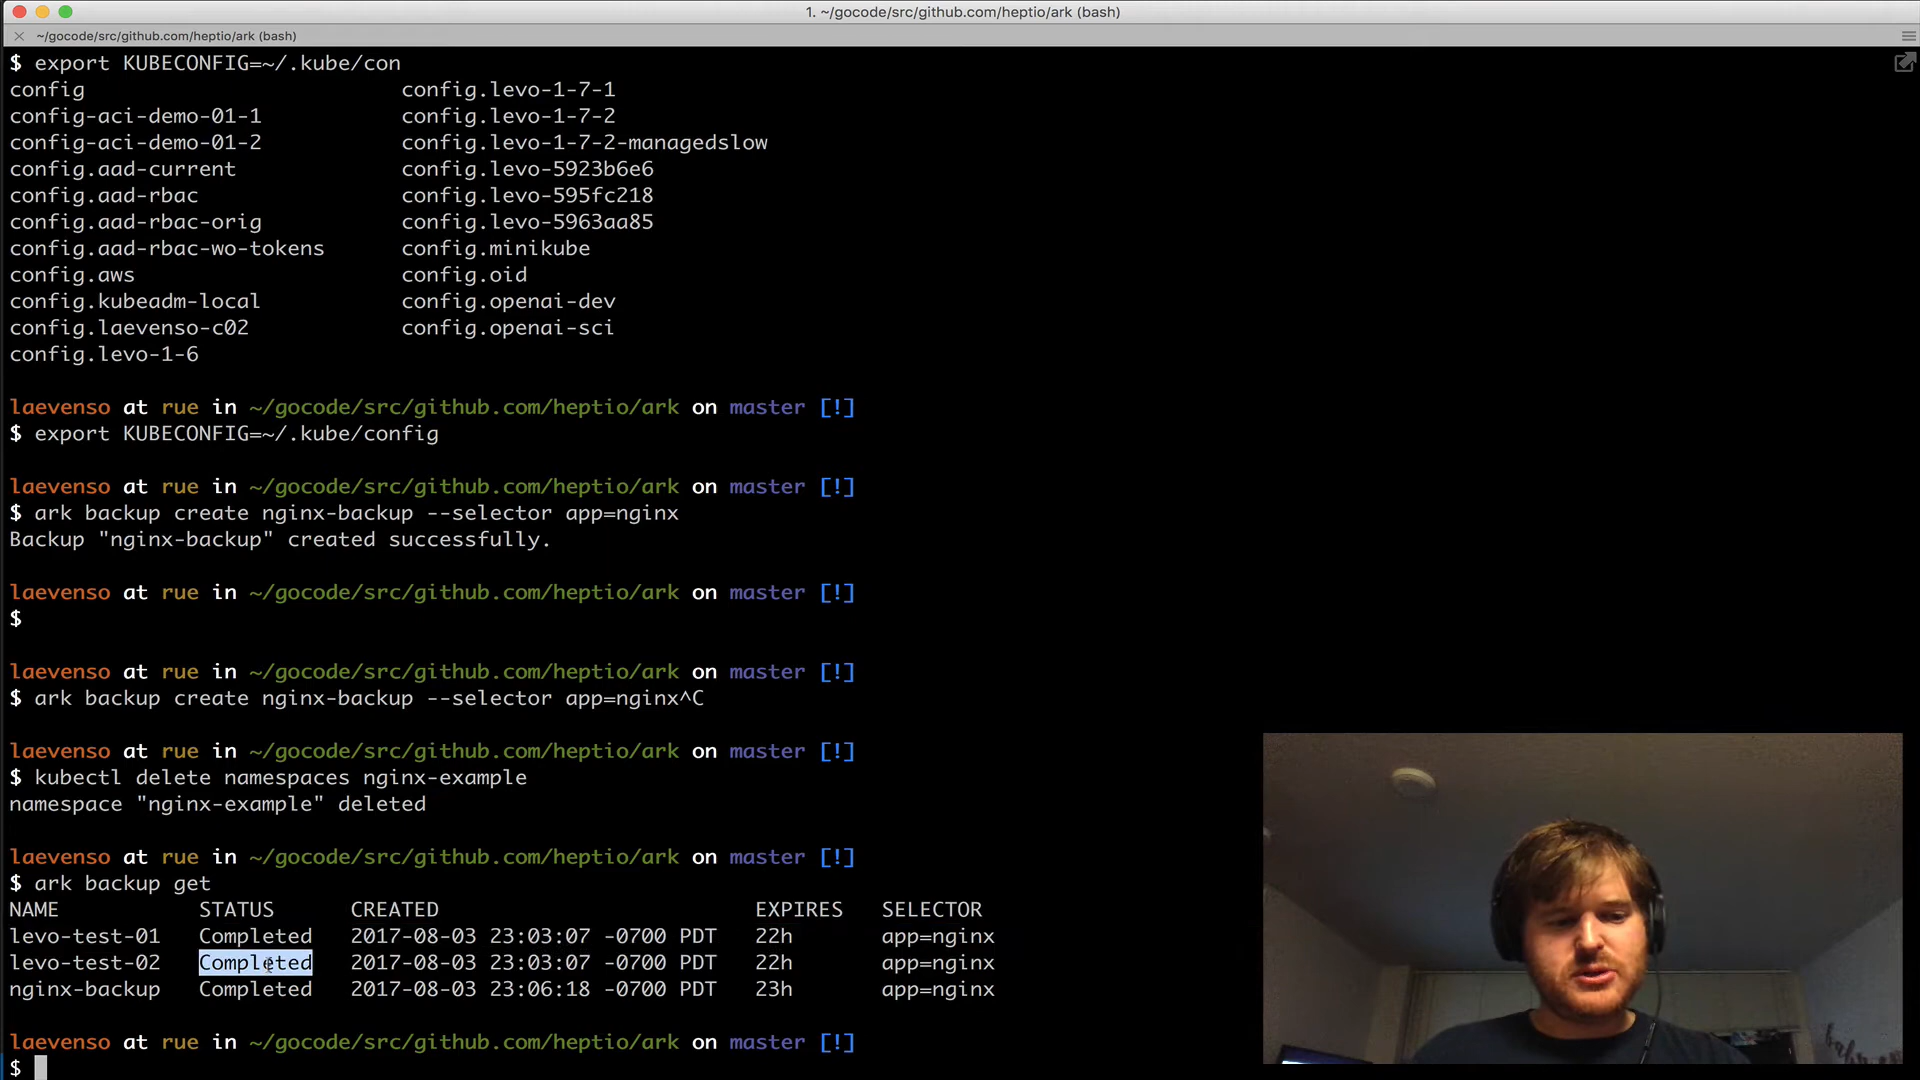 1. ~/gocode/src/github.com/heptio/ark (bash)
~/gocode/src/github.com/heptio/ark (bash)
$ export KUBECONFIG=~/.kube/con
config config.levo-1-7-1
config-aci-demo-01-1 config.levo-1-7-2
config-aci-demo-01-2 config.levo-1-7-2-managedslow
config.aad-current config.levo-5923b6e6
config.aad-rbac config.levo-595fc218
config.aad-rbac-orig config.levo-5963aa85
config.aad-rbac-wo-tokens config.minikube
config.aws config.oid
config.kubeadm-local config.openai-dev
config.laevenso-c02 config.openai-sci
config.levo-1-6
laevenso at rue in ~/gocode/src/github.com/heptio/ark on master [!]
$ export KUBECONFIG=~/.kube/config
laevenso at rue in ~/gocode/src/github.com/heptio/ark on master [!]
$ ark backup create nginx-backup --selector app=nginx
Backup "nginx-backup" created successfully.
laevenso at rue in ~/gocode/src/github.com/heptio/ark on master [!]
$
laevenso at rue in ~/gocode/src/github.com/heptio/ark on master [!]
$ ark backup create nginx-backup --selector app=nginx^C
laevenso at rue in ~/gocode/src/github.com/heptio/ark on master [!]
$ kubectl delete namespaces nginx-example
namespace "nginx-example" deleted
laevenso at rue in ~/gocode/src/github.com/heptio/ark on master [!]
$ ark backup get
NAME STATUS CREATED EXPIRES SELECTOR
levo-test-01 Completed 2017-08-03 23:03:07 -0700 PDT 22h app=nginx
levo-test-02 Completed 2017-08-03 23:03:07 -0700 PDT 22h app=nginx
nginx-backup Completed 2017-08-03 23:06:18 -0700 PDT 23h app=nginx
laevenso at rue in ~/gocode/src/github.com/heptio/ark on master [!]
$